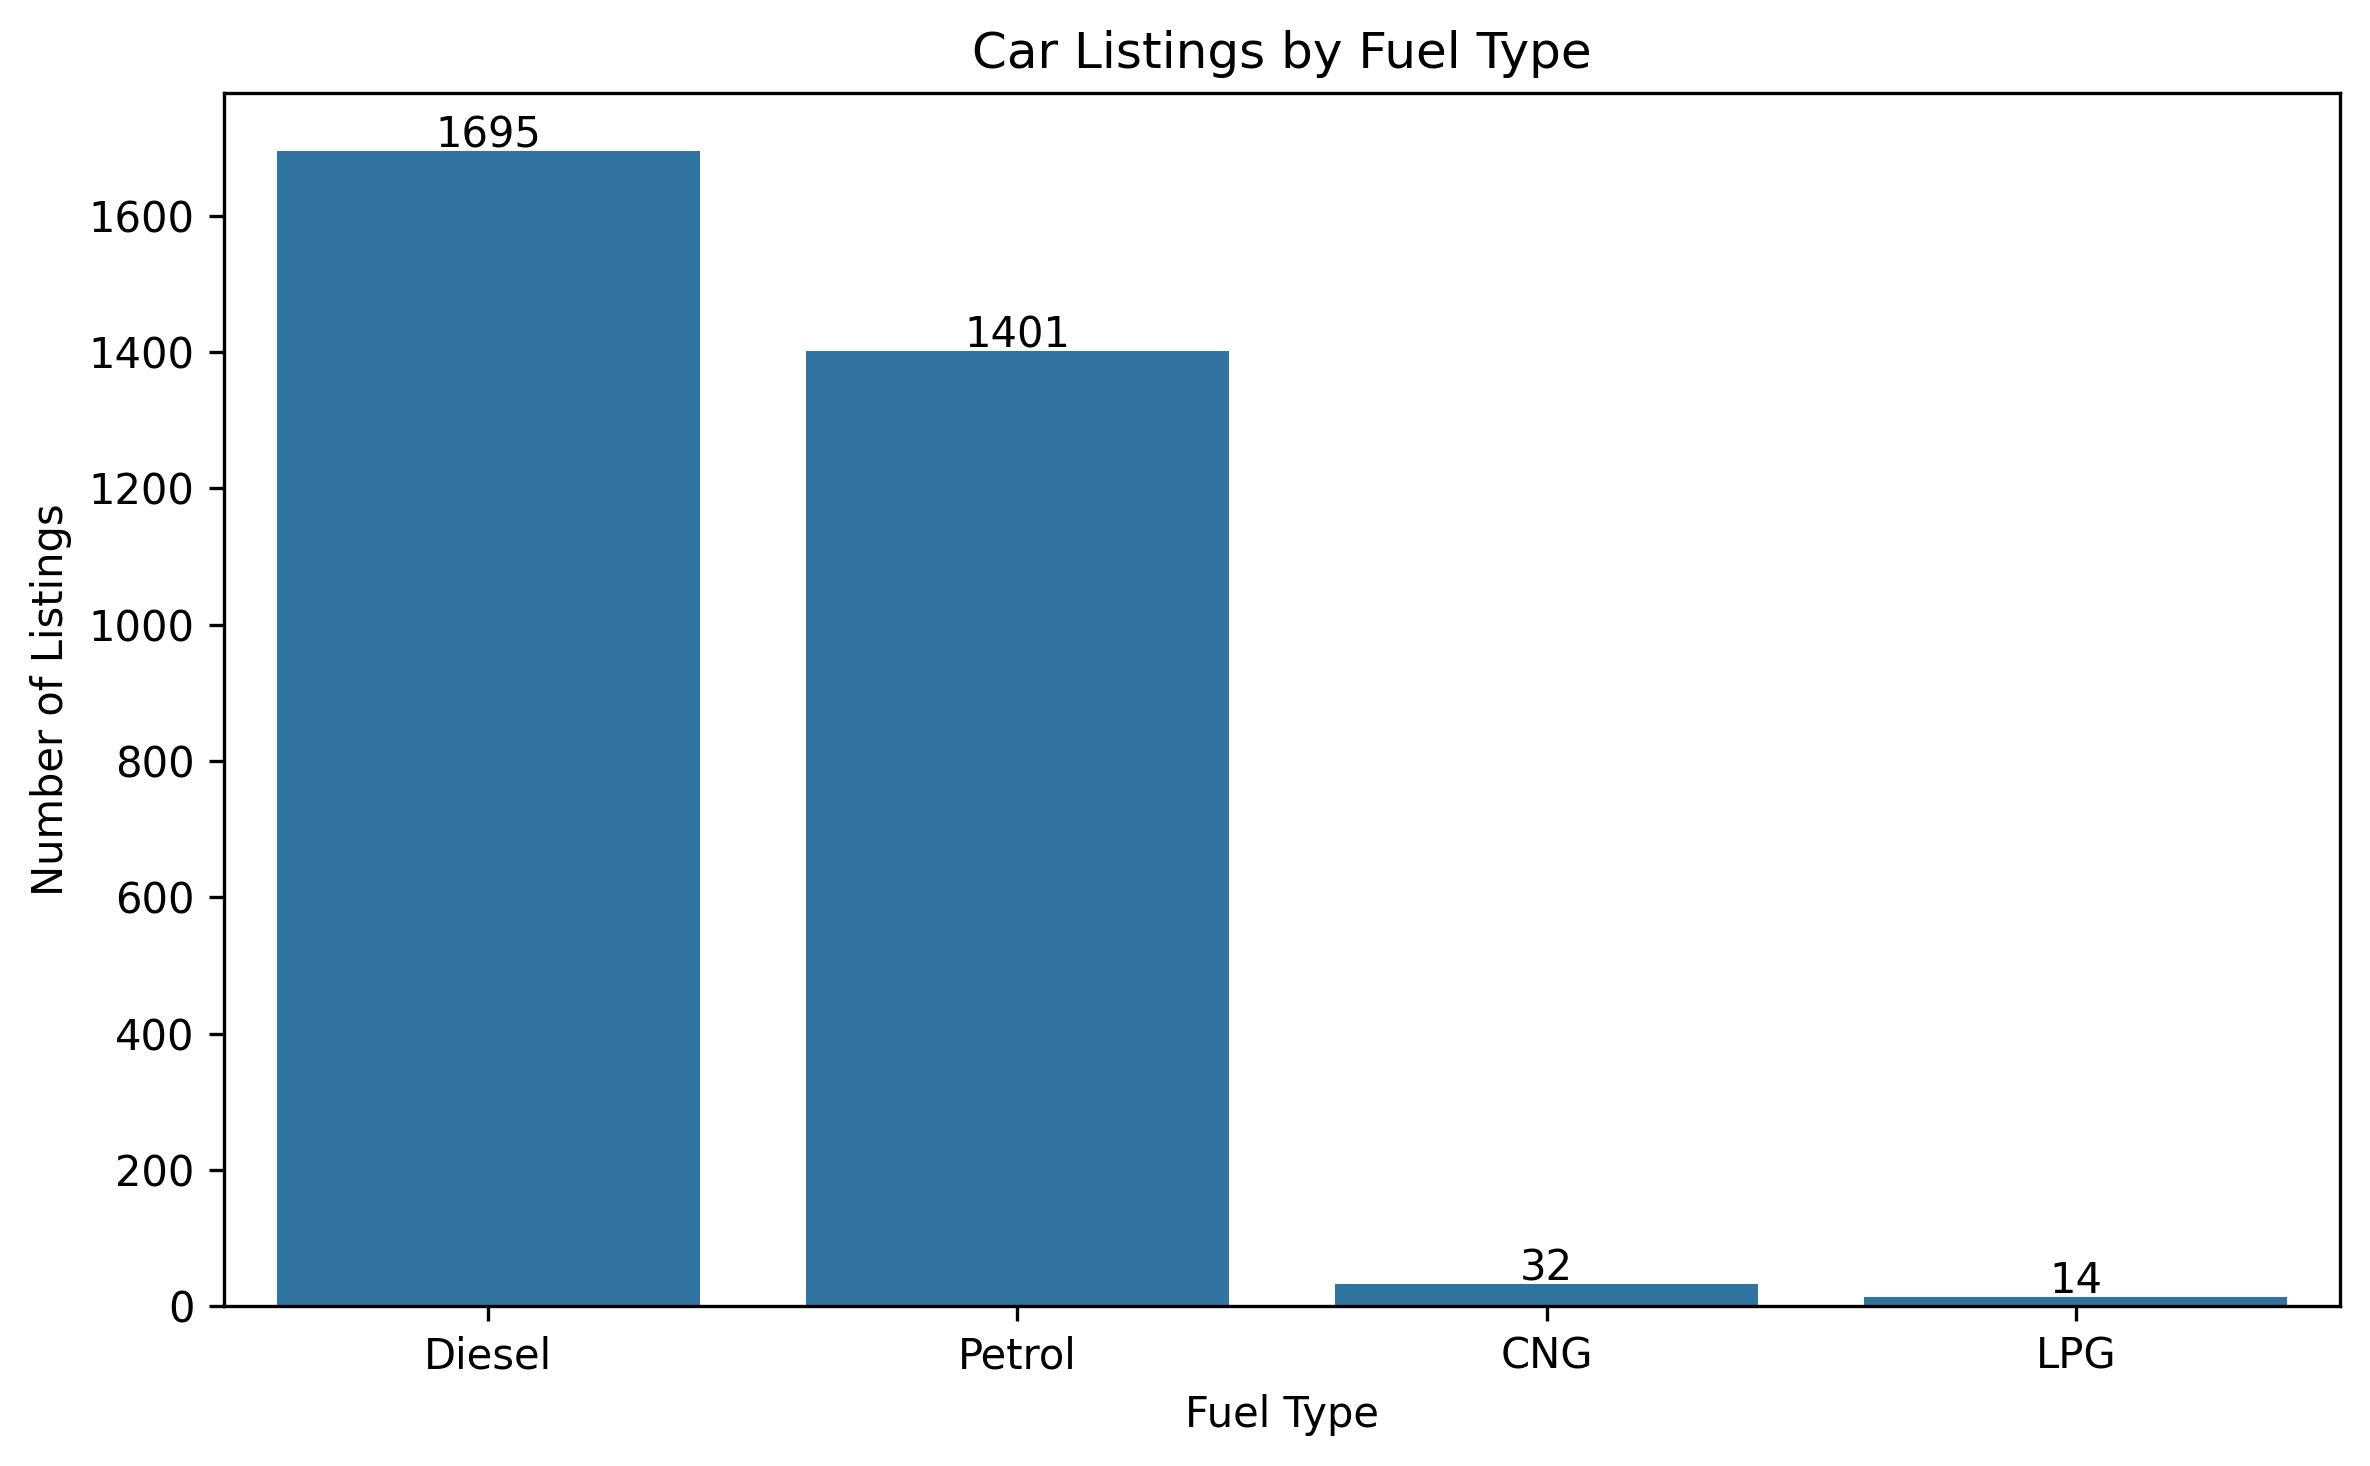 Car Listings by Fuel Type
Number of Listings
1600
1400
1200
1000
800
600
400
200
0
1695
1401
32
14
Diesel
Petrol
CNG
LPG
Fuel Type